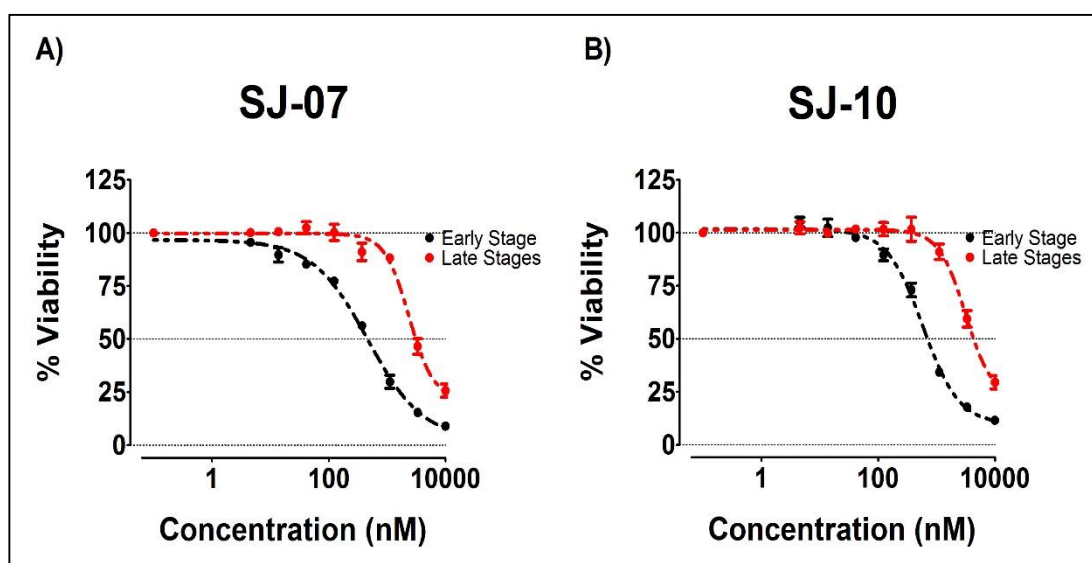 A)
SJ-07
125
100
75
50
25
0
% Viability
Early Stage
Late Stages
1
100
10000
Concentration (nM)
B)
SJ-10
125
100
75
50
25
0
% Viability
Early Stage
Late Stages
1
100
10000
Concentration (nM)